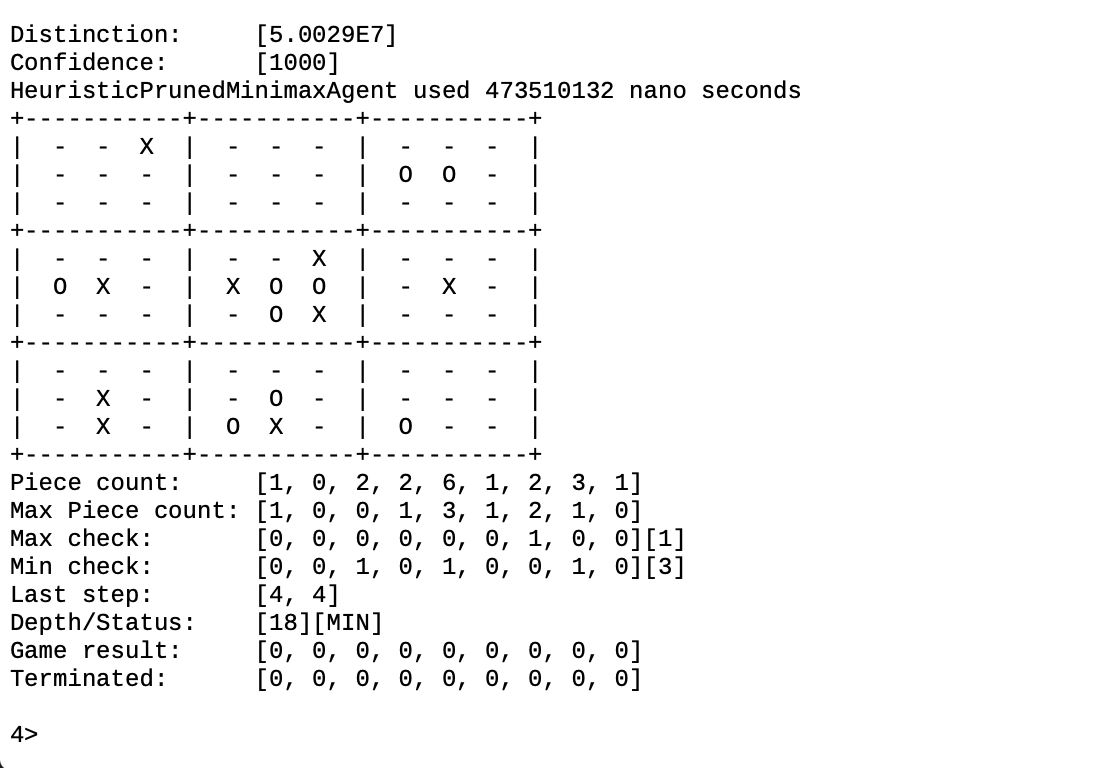 Distinction:     [5.0029E7]
Confidence:      [1000]
HeuristicPrunedMinimaxAgent used 473510132 nano seconds
+-----------+-----------+-----------+
|  -  -  X  |  -  -  -  |  -  -  -  |
|  -  -  -  |  -  -  -  |  O  O  -  |
|  -  -  -  |  -  -  -  |  -  -  -  |
+-----------+-----------+-----------+
|  -  -  -  |  -  -  X  |  -  -  -  |
|  O  X  -  |  X  O  O  |  -  X  -  |
|  -  -  -  |  -  O  X  |  -  -  -  |
+-----------+-----------+-----------+
|  -  -  -  |  -  -  -  |  -  -  -  |
|  -  X  -  |  -  O  -  |  -  -  -  |
|  -  X  -  |  O  X  -  |  O  -  -  |
+-----------+-----------+-----------+
Piece count:     [1, 0, 2, 2, 6, 1, 2, 3, 1]
Max Piece count: [1, 0, 0, 1, 3, 1, 2, 1, 0]
Max check:       [0, 0, 0, 0, 0, 0, 1, 0, 0][1]
Min check:       [0, 0, 1, 0, 1, 0, 0, 1, 0][3]
Last step:       [4, 4]
Depth/Status:    [18][MIN]
Game result:     [0, 0, 0, 0, 0, 0, 0, 0, 0]
Terminated:      [0, 0, 0, 0, 0, 0, 0, 0, 0]
4>